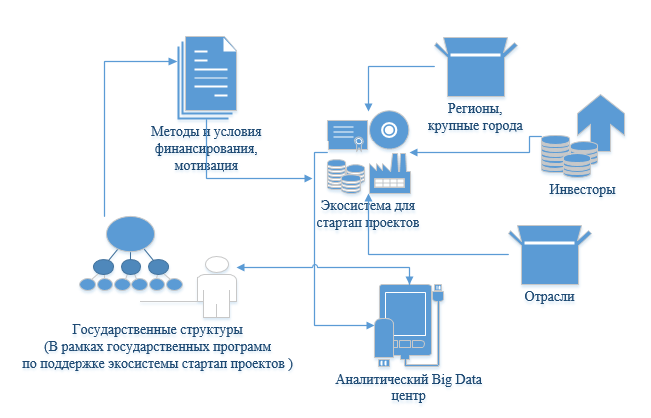 Методы и условия
финансирования,
мотивация
Регионы,
крупные города
Инвесторы
Экосистема для
стартап проектов
Отрасли
Государственные структуры
(В рамках государственных программ
по поддержке экосистемы стартап проектов )
Аналитический Big Data
центр